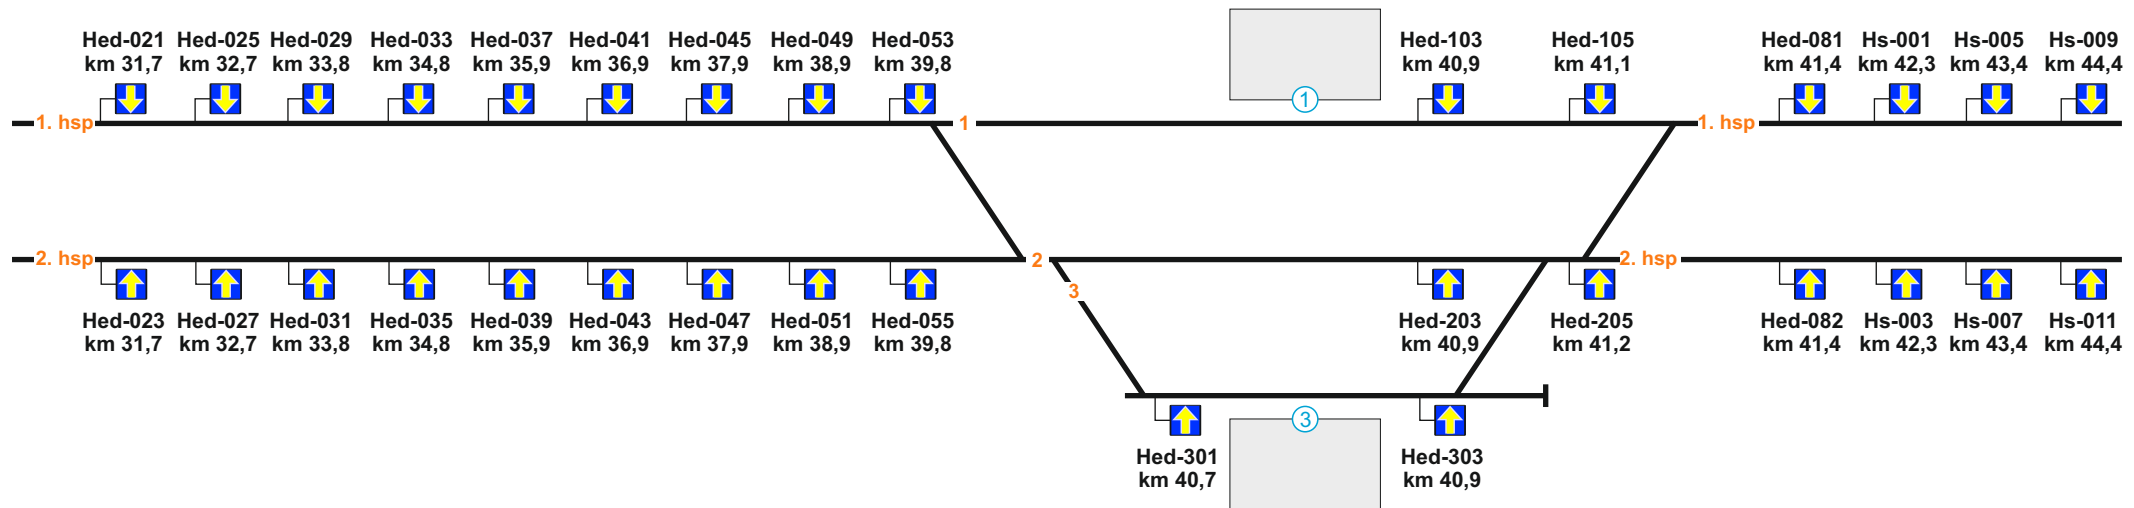 Hed-021 Hed-025 Hed-029 Hed-033 Hed-037 Hed-041 Hed-045 Hed-049 Hed-053 Hed-103 Hed-105 Hed-081 Hs-001 Hs-005 Hs-009
km 31,7 km 32,7 km 33,8 km 34,8 km 35,9 km 36,9 km 37,9 km 38,9 km 39,8 km 40,9 km 41,1 km 41,4 km 42,3 km 43,4 km 44,4
1
1. hsp 1 1. hsp
2. hsp 2 2. hsp
3
Hed-023 Hed-027 Hed-031 Hed-035 Hed-039 Hed-043 Hed-047 Hed-051 Hed-055 Hed-203 Hed-205 Hed-082 Hs-003 Hs-007 Hs-011
km 31,7 km 32,7 km 33,8 km 34,8 km 35,9 km 36,9 km 37,9 km 38,9 km 39,8 km 40,9 km 41,2 km 41,4 km 42,3 km 43,4 km 44,4
3
Hed-301 Hed-303
km 40,7 km 40,9